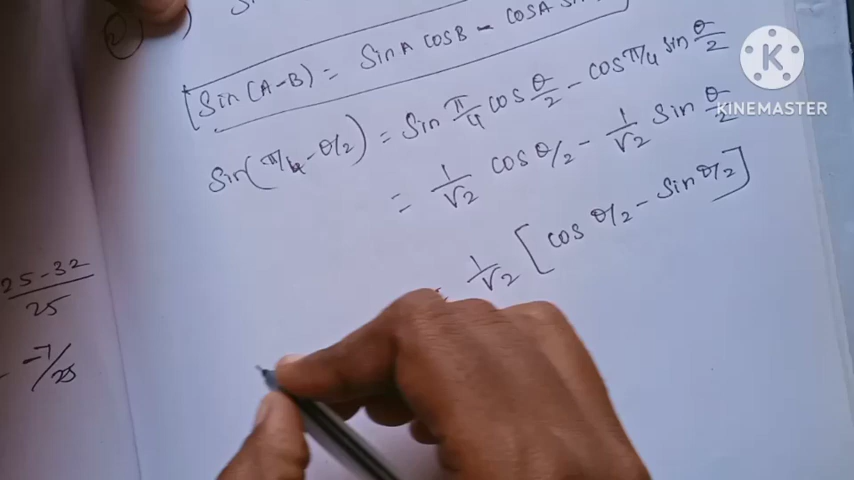 2)
Sin(A-B) = SinA CosB - COSA Sin
Sin(π/4 - θ/2) = Sin π/4 cos θ/2 - cos π/4 sin θ/2
= 1/√2 cos θ/2 - 1/√2 Sin θ/2
1/√2 [cos θ/2 - sin θ/2]
25-32/25
- -7/25
K
KINEMASTER